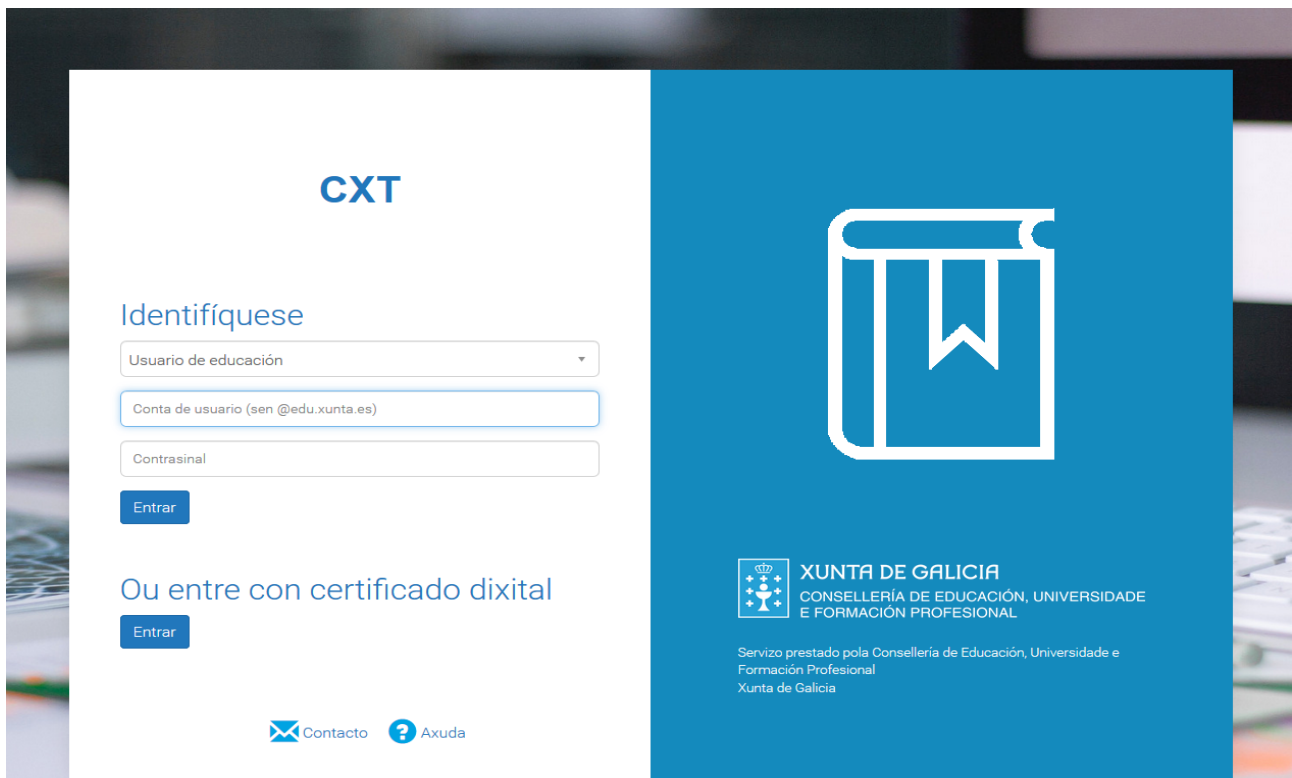 CXT
Identifíquese
Usuario de educación
Conta de usuario (sen @edu.xunta.es)
Contrasinal
Entrar
Ou entre con certificado dixital
Entrar
Contacto
Axuda
XUNTA DE GALICIA
CONSELLERÍA DE EDUCACIÓN, UNIVERSIDADE
E FORMACIÓN PROFESIONAL
Servizo prestado pola Consellería de Educación, Universidade e
Formación Profesional
Xunta de Galicia